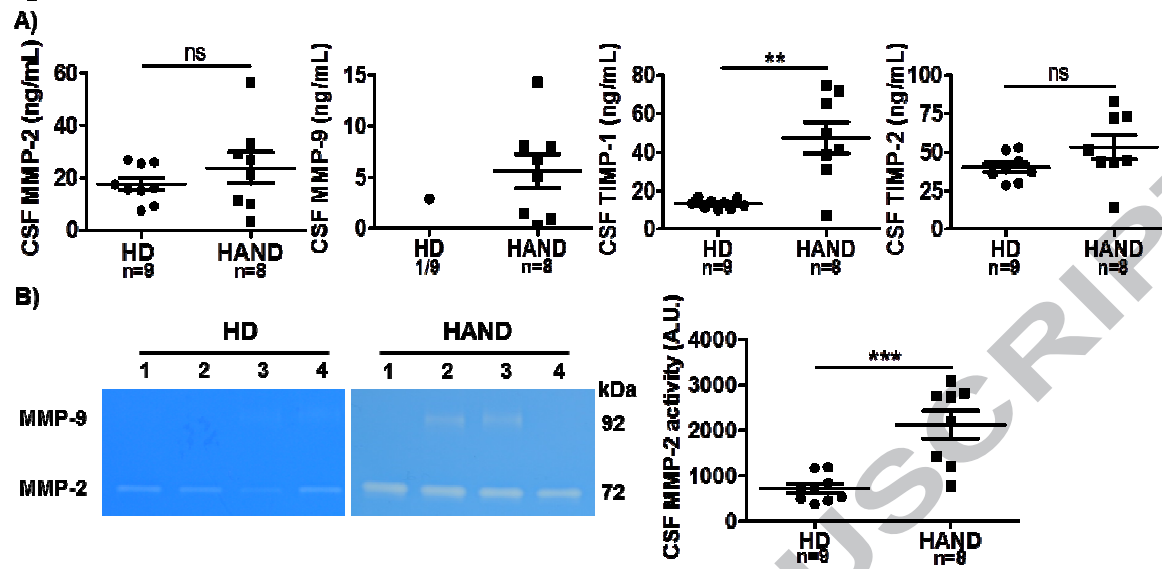 A)
CSF MMP-2 (ng/mL)
60
40
20
0
ns
HD
n=9
HAND
n=8
CSF MMP-9 (ng/mL)
15
10
5
0
HD
1/9
HAND
n=8
CSF TIMP-1 (ng/mL)
80
60
40
20
0
**
HD
n=9
HAND
n=8
CSF TIMP-2 (ng/mL)
100
75
50
25
0
ns
HD
n=9
HAND
n=8
B)
HD
HAND
1 2 3 4
1 2 3 4
kDa
MMP-9
92
MMP-2
72
CSF MMP-2 activity (A.U.)
4000
3000
2000
1000
0
***
HD
n=9
HAND
n=8
USCRIPT